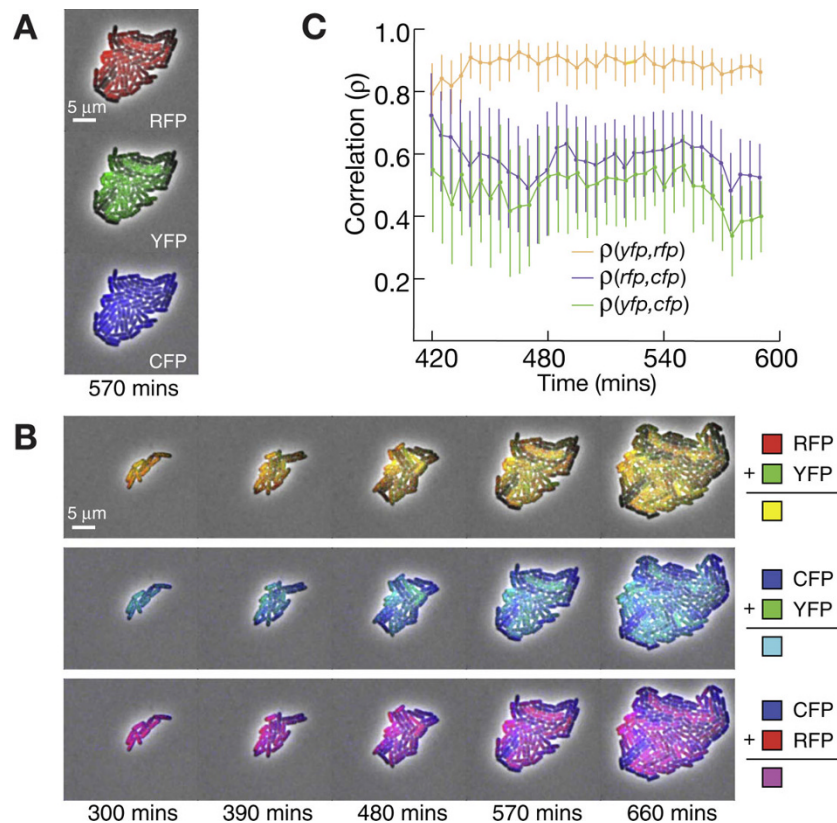 A
RFP
5 μm
YFP
CFP
570 mins
C
1.0
0.8
0.6
0.4
0.2
Correlation (ρ)
ρ(yfp,rfp)
ρ(rfp,cfp)
ρ(yfp,cfp)
420 480 540 600
Time (mins)
B
5 μm
RFP
+ YFP
CFP
+ YFP
CFP
+ RFP
300 mins 390 mins 480 mins 570 mins 660 mins